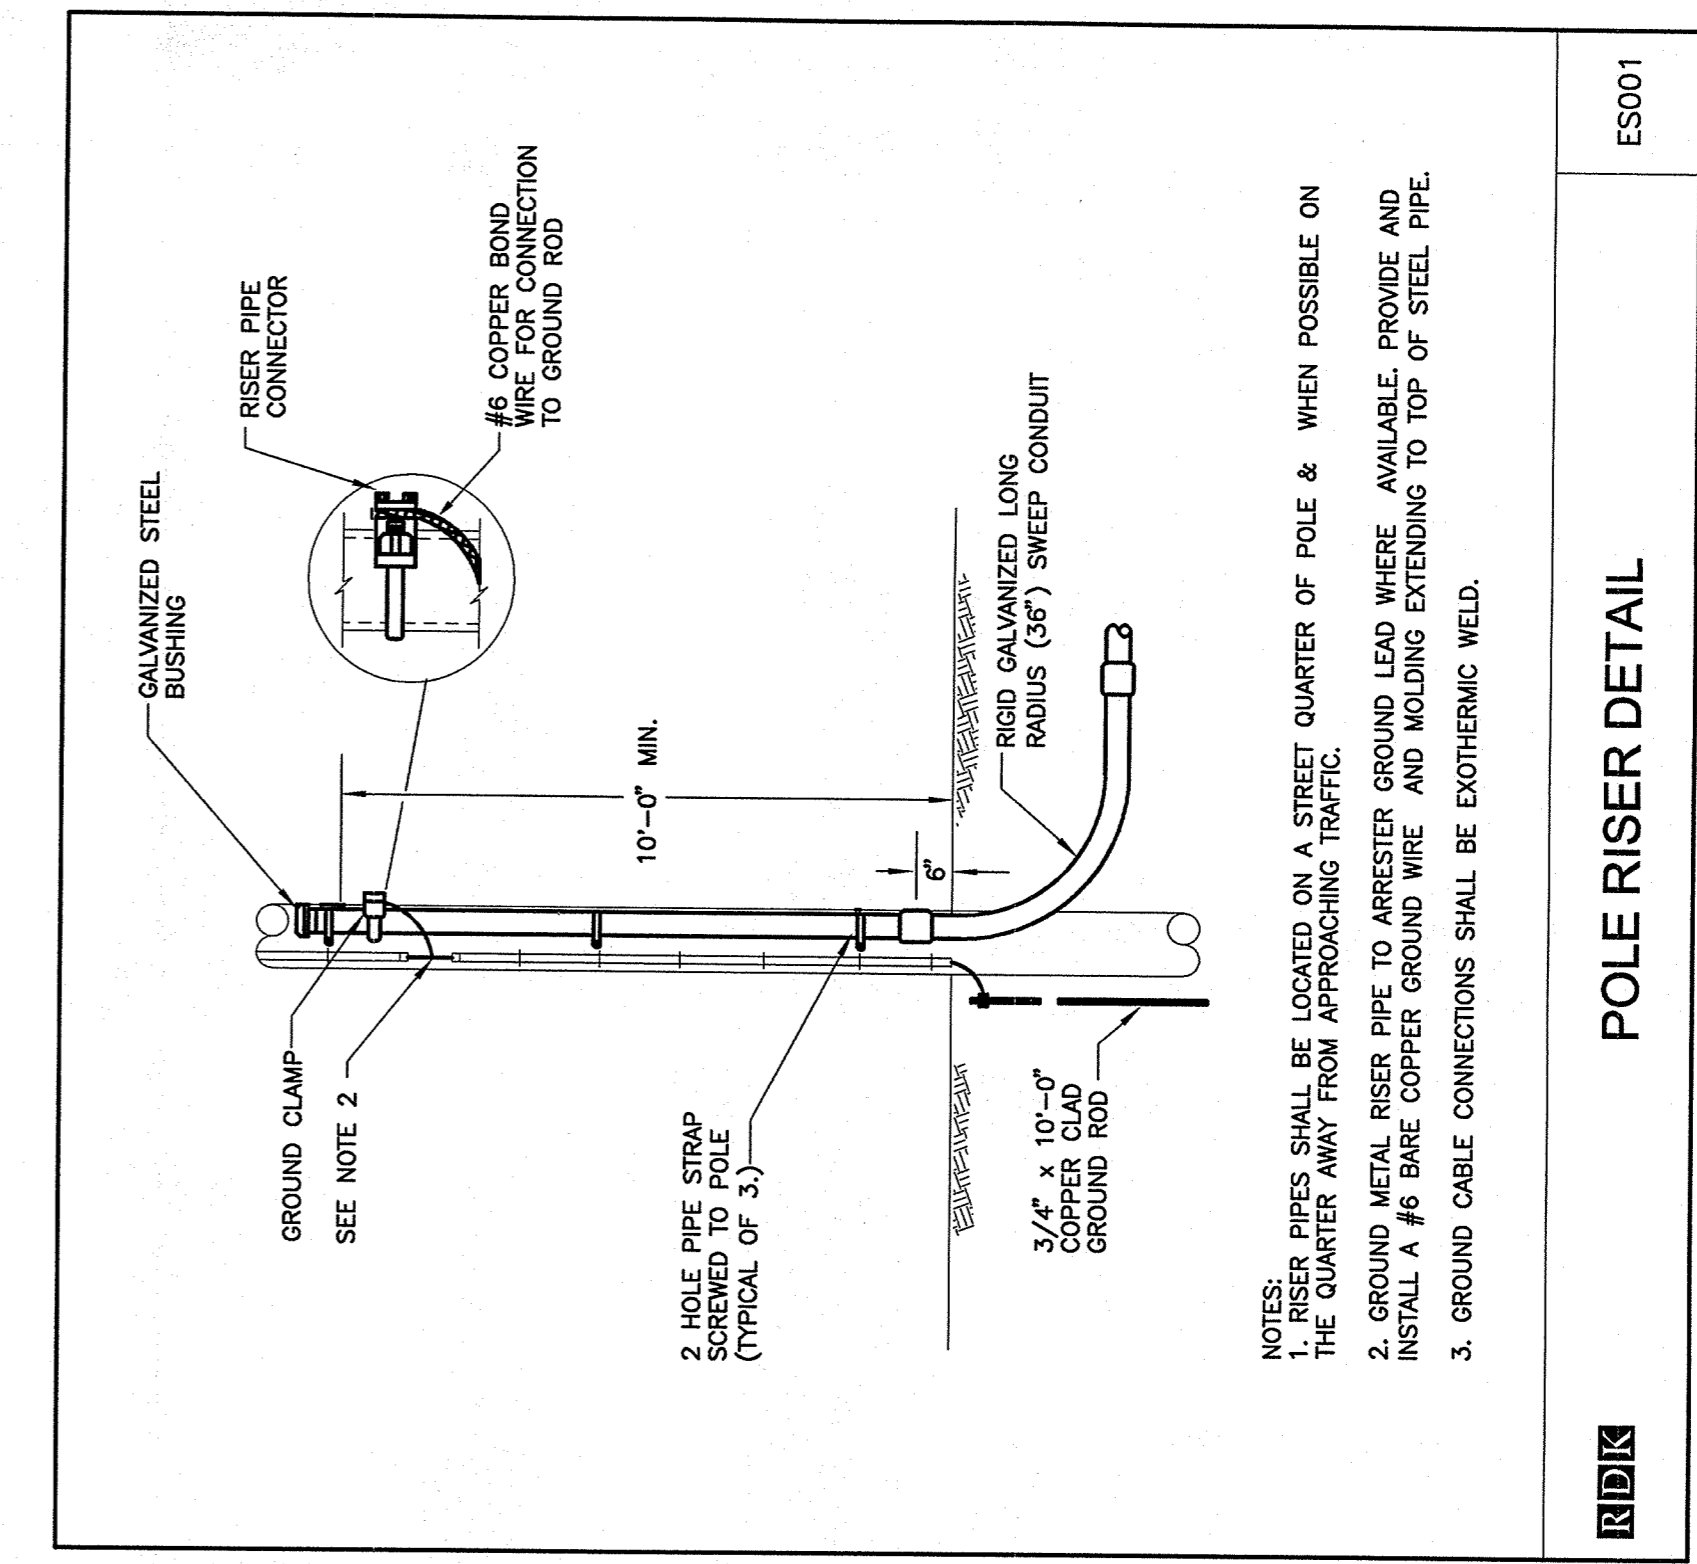 GALVANIZED STEEL
BUSHING
RISER PIPE
CONNECTOR
#6 COPPER BOND
WIRE FOR CONNECTION
TO GROUND ROD
GROUND CLAMP
SEE NOTE 2
10'-0" MIN.
2 HOLE PIPE STRAP
SCREWED TO POLE
(TYPICAL OF 3.)
6"
RIGID GALVANIZED LONG
RADIUS (36") SWEEP CONDUIT
3/4" x 10'-0"
COPPER CLAD
GROUND ROD
NOTES:
1. RISER PIPES SHALL BE LOCATED ON A STREET QUARTER OF POLE & WHEN POSSIBLE ON
THE QUARTER AWAY FROM APPROACHING TRAFFIC.
2. GROUND METAL RISER PIPE TO ARRESTER GROUND LEAD WHERE AVAILABLE. PROVIDE AND
INSTALL A #6 BARE COPPER GROUND WIRE AND MOLDING EXTENDING TO TOP OF STEEL PIPE.
3. GROUND CABLE CONNECTIONS SHALL BE EXOTHERMIC WELD.
RDK
POLE RISER DETAIL
ES001